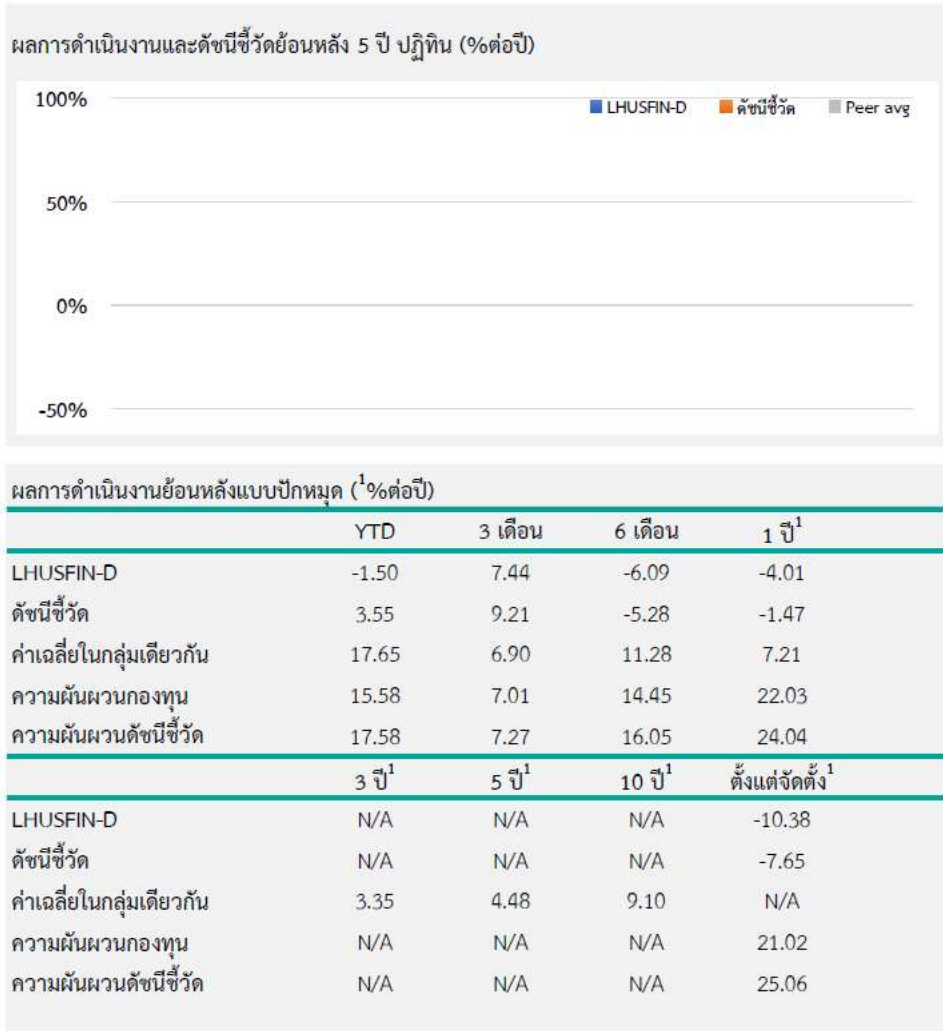 ผลการดำเนินงานและดัชนีชี้วัดย้อนหลัง 5 ปี ปฏิทิน (%ต่อปี)
100%
LHUSFIN-D ดัชนีชี้วัด Peer avg
50%
0%
-50%
ผลการดำเนินงานย้อนหลังแบบปักหมุด (¹%ต่อปี)
YTD 3 เดือน 6 เดือน 1 ปี¹
LHUSFIN-D -1.50 7.44 -6.09 -4.01
ดัชนีชี้วัด 3.55 9.21 -5.28 -1.47
ค่าเฉลี่ยในกลุ่มเดียวกัน 17.65 6.90 11.28 7.21
ความผันผวนกองทุน 15.58 7.01 14.45 22.03
ความผันผวนดัชนีชี้วัด 17.58 7.27 16.05 24.04
3 ปี¹ 5 ปี¹ 10 ปี¹ ตั้งแต่จัดตั้ง¹
LHUSFIN-D N/A N/A N/A -10.38
ดัชนีชี้วัด N/A N/A N/A -7.65
ค่าเฉลี่ยในกลุ่มเดียวกัน 3.35 4.48 9.10 N/A
ความผันผวนกองทุน N/A N/A N/A 21.02
ความผันผวนดัชนีชี้วัด N/A N/A N/A 25.06